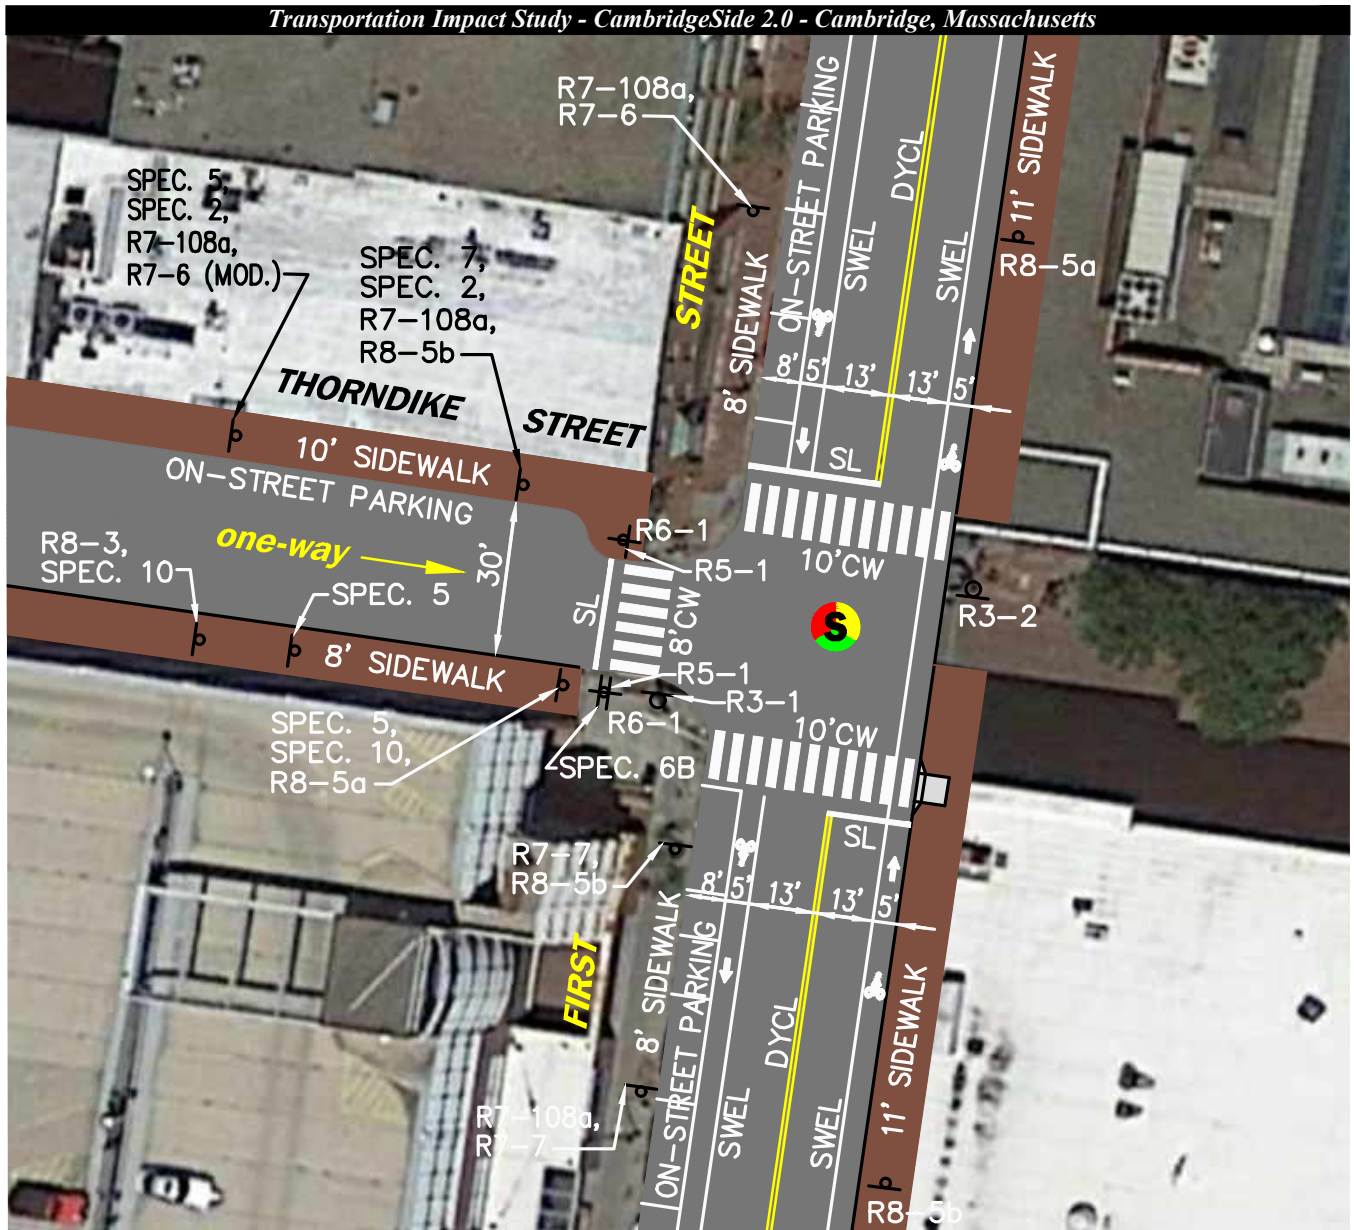 Transportation Impact Study - CambridgeSide 2.0 - Cambridge, Massachusetts
R7-108a,
R7-6
ON-STREET PARKING
DYCL
11' SIDEWALK
SPEC. 5,
SPEC. 2,
R7-108a,
R7-6 (MOD.)
SPEC. 7,
SPEC. 2,
R7-108a,
R8-5b
STREET
8' SIDEWALK
SWEL
SWEL
R8-5a
8' 5' 13' 13' 5'
THORNDIKE STREET
10' SIDEWALK
ON-STREET PARKING
SL
R6-1
R5-1
10'CW
one-way
30'
R8-3,
SPEC. 10
SPEC. 5
SL
8'CW
S
R3-2
8' SIDEWALK
R5-1
R3-1
R6-1
SPEC. 6B
10'CW
SPEC. 5,
SPEC. 10,
R8-5a
SL
R7-7,
R8-5b
8' 5' 13' 13' 5'
FIRST
8' SIDEWALK
ON-STREET PARKING
SWEL
DYCL
SWEL
11' SIDEWALK
R7-108a,
R7-7
R8-5b